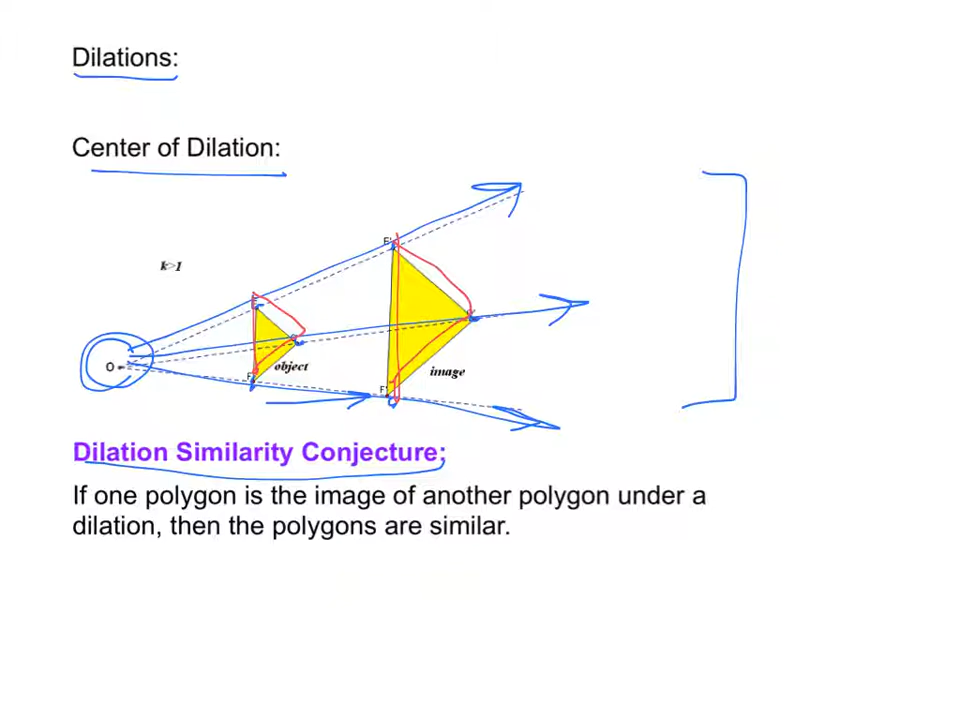 Dilations:
Center of Dilation:
E'
k>1
O
object
image
F
F'
Dilation Similarity Conjecture;
If one polygon is the image of another polygon under a
dilation, then the polygons are similar.